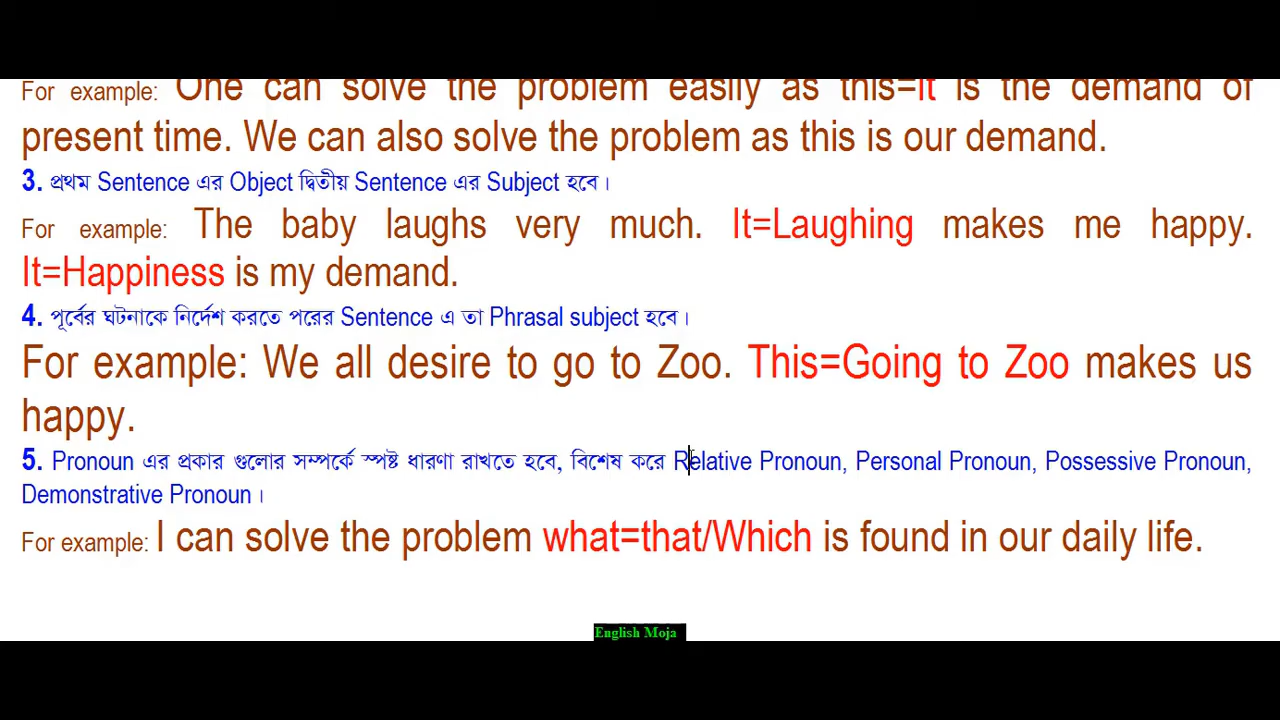 For example: One can solve the problem easily as this=it is the demand of
present time. We can also solve the problem as this is our demand.
3. প্রথম Sentence এর Object দ্বিতীয় Sentence এর Subject হবে।
For example: The baby laughs very much. It=Laughing makes me happy.
It=Happiness is my demand.
4. পূর্বের ঘটনাকে নির্দেশ করতে পরের Sentence এ তা Phrasal subject হবে।
For example: We all desire to go to Zoo. This=Going to Zoo makes us
happy.
5. Pronoun এর প্রকার গুলোর সম্পর্কে স্পষ্ট ধারণা রাখতে হবে, বিশেষ করে Relative Pronoun, Personal Pronoun, Possessive Pronoun,
Demonstrative Pronoun।
For example: I can solve the problem what=that/Which is found in our daily life.
English Moja